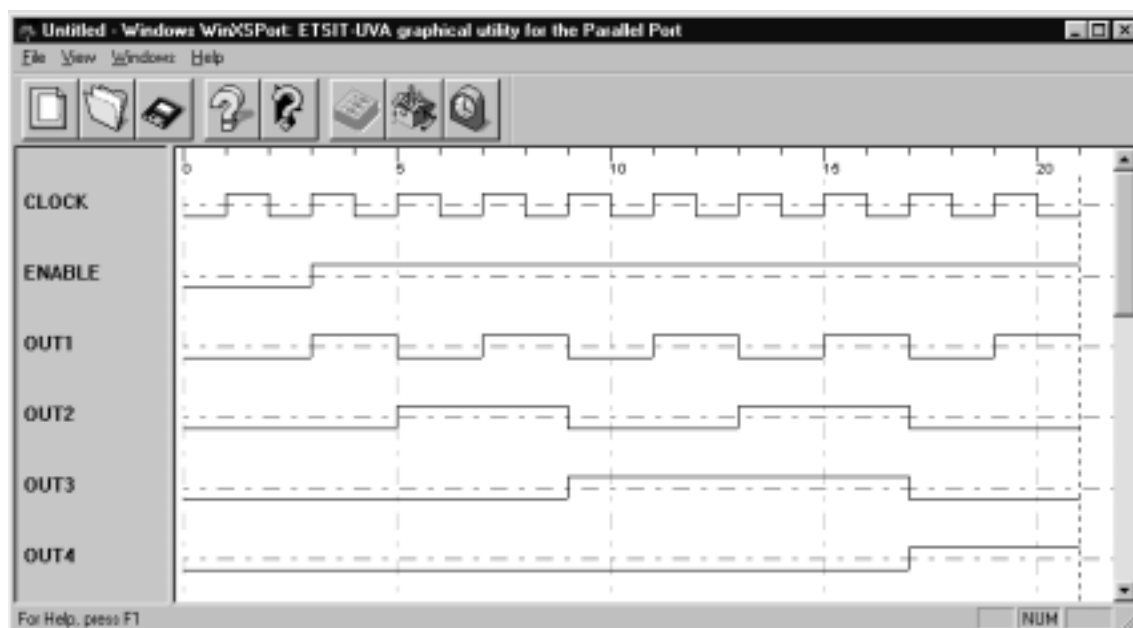 Untitled - Windows WinXSPort: ETSIT-UVA graphical utility for the Parallel Port
File View Windows Help
0 5 10 15 20
CLOCK
ENABLE
OUT1
OUT2
OUT3
OUT4
For Help, press F1 NUM